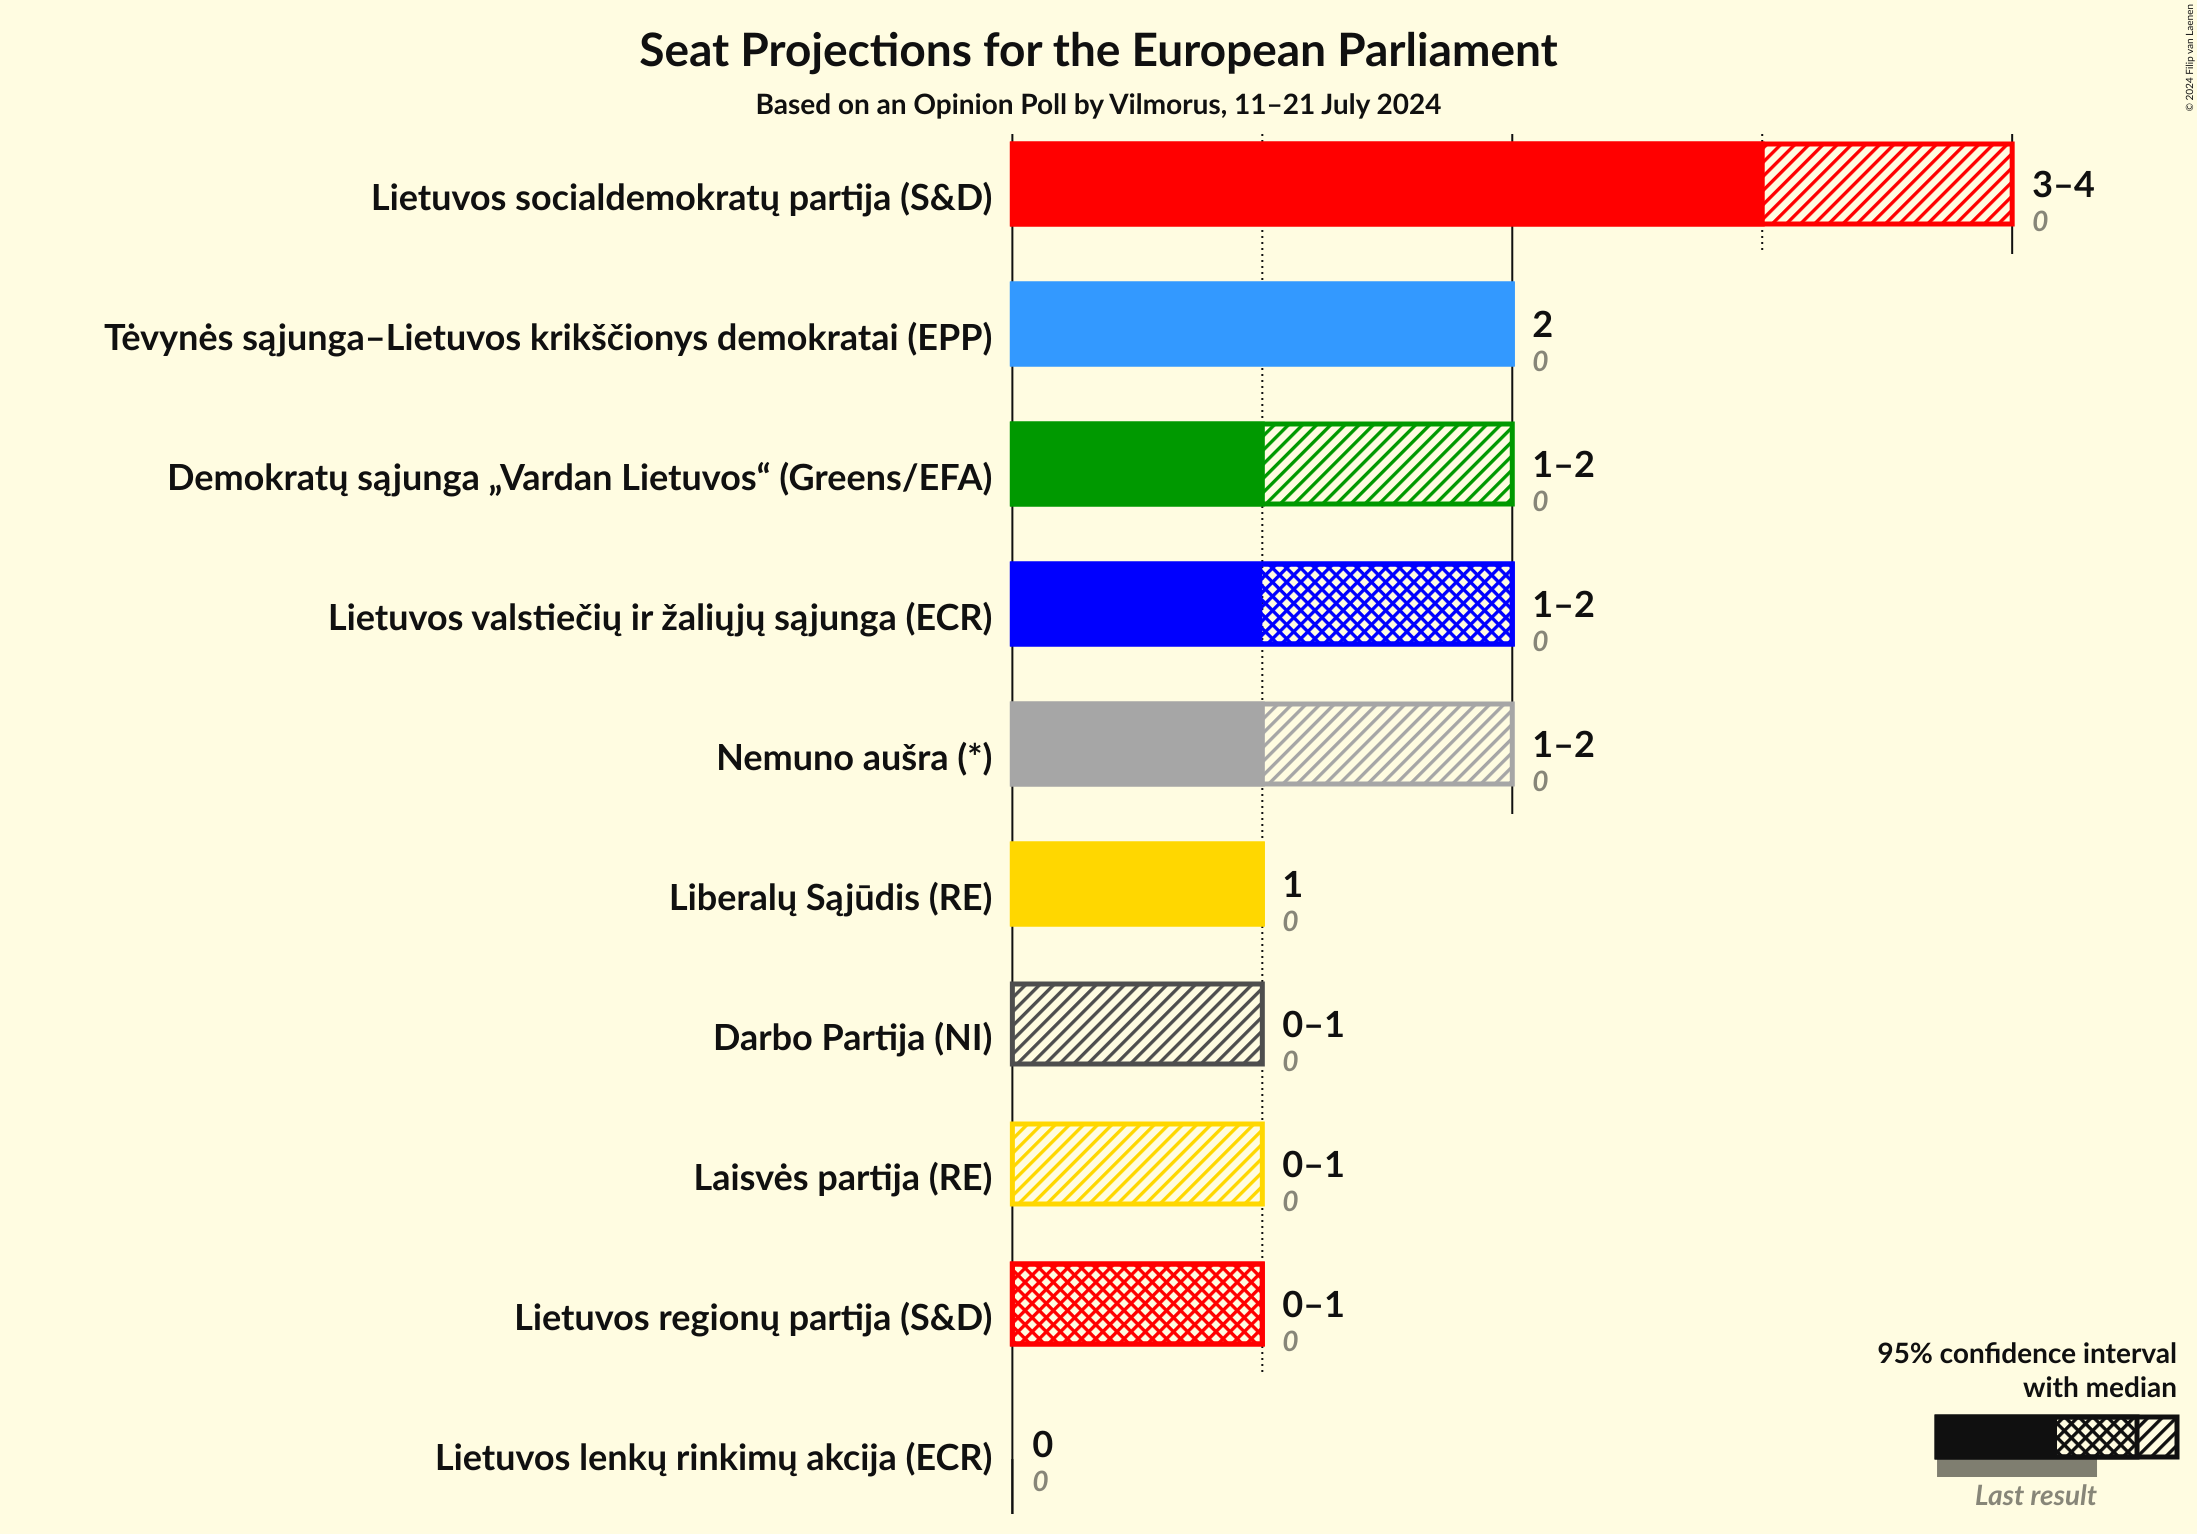 Seat Projections for the European Parliament
Based on an Opinion Poll by Vilmorus, 11–21 July 2024
© 2024 Filip van Laenen
Lietuvos socialdemokratų partija (S&D)
3–4
0
Tėvynės sąjunga–Lietuvos krikščionys demokratai (EPP)
2
0
Demokratų sąjunga „Vardan Lietuvos“ (Greens/EFA)
1–2
0
Lietuvos valstiečių ir žaliųjų sąjunga (ECR)
1–2
0
Nemuno aušra (*)
1–2
0
Liberalų Sąjūdis (RE)
1
0
Darbo Partija (NI)
0–1
0
Laisvės partija (RE)
0–1
0
Lietuvos regionų partija (S&D)
0–1
0
Lietuvos lenkų rinkimų akcija (ECR)
0
0
95% confidence interval
with median
Last result